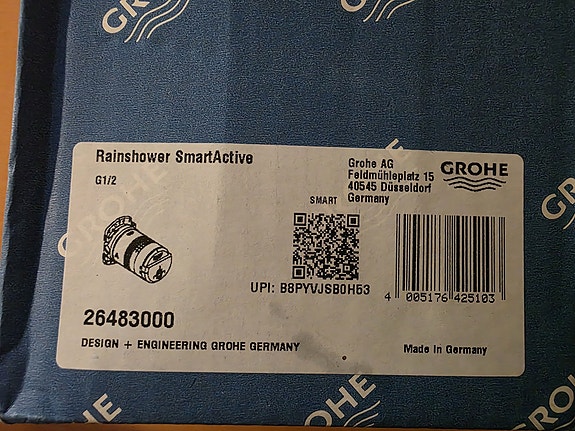 GROHE
GROHE
GROHE
Rainshower SmartActive
G1/2
Grohe AG
Feldmühleplatz 15
40545 Düsseldorf
Germany
GROHE
SMART
UPI: B8PYVJSB0H53
4 005176 425103
26483000
DESIGN + ENGINEERING GROHE GERMANY
Made in Germany
GROHE